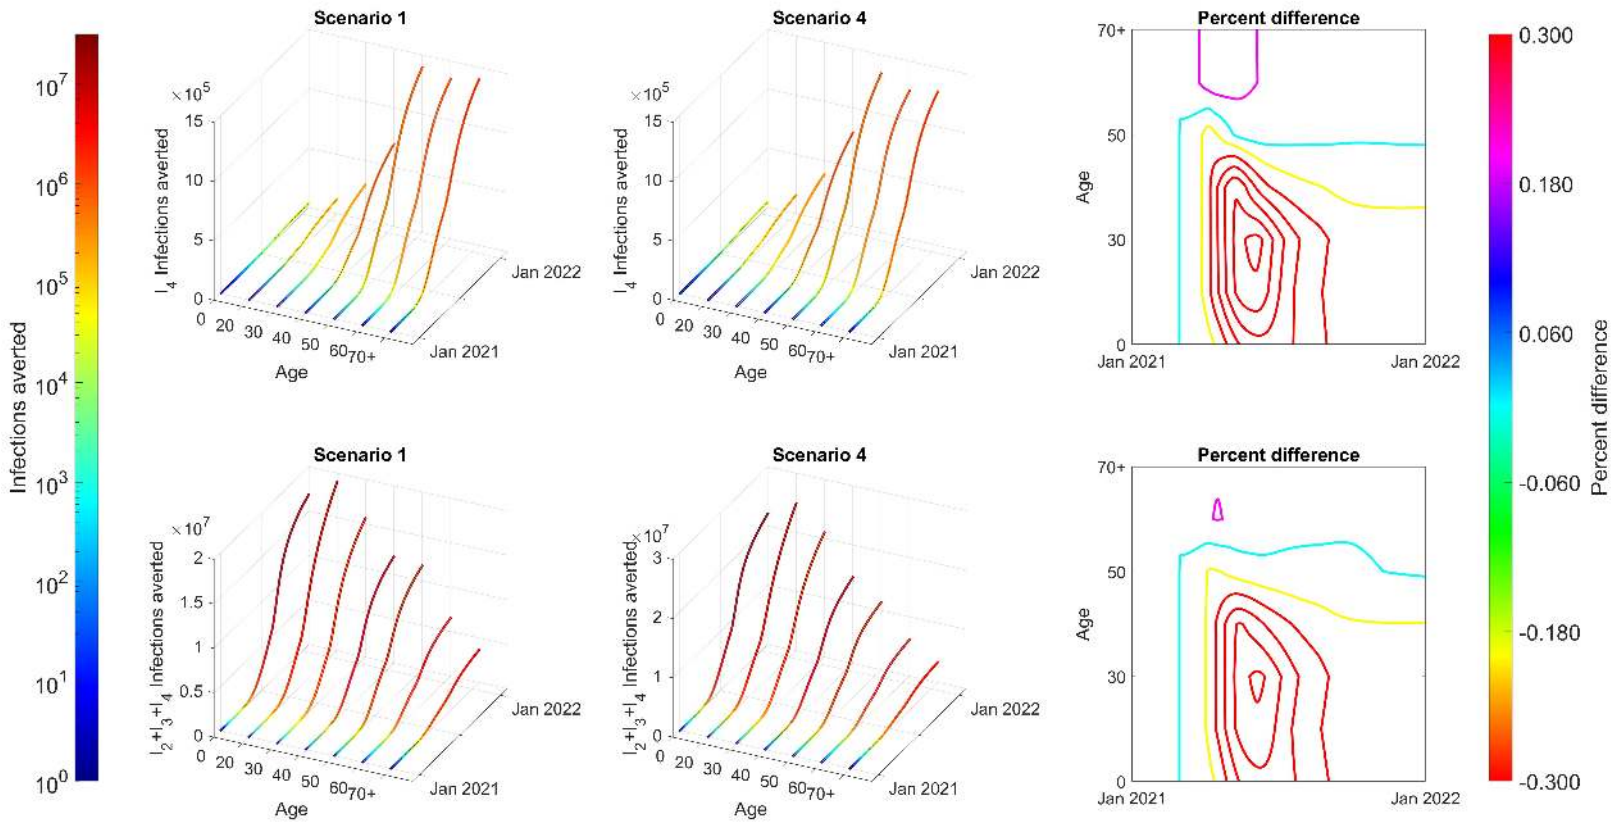 Scenario 1
Scenario 4
Percent difference
10^7
10^6
10^5
10^4
10^3
10^2
10^1
10^0
Infections averted
×10^5
15
10
5
0
I_4 Infections averted
0
20
30
40
50
60
70+
Age
Jan 2021
Jan 2022
×10^5
15
10
5
0
I_4 Infections averted
0
20
30
40
50
60
70+
Age
Jan 2021
Jan 2022
70+
50
30
0
Age
Jan 2021
Jan 2022
0.300
0.180
0.060
-0.060
-0.180
-0.300
Percent difference
Scenario 1
Scenario 4
Percent difference
×10^7
2
1.5
1
0.5
0
I_2+I_3+I_4 Infections averted
0
20
30
40
50
60
70+
Age
Jan 2021
Jan 2022
×10^7
3
2
1
0
I_2+I_3+I_4 Infections averted
0
20
30
40
50
60
70+
Age
Jan 2021
Jan 2022
70+
50
30
0
Age
Jan 2021
Jan 2022